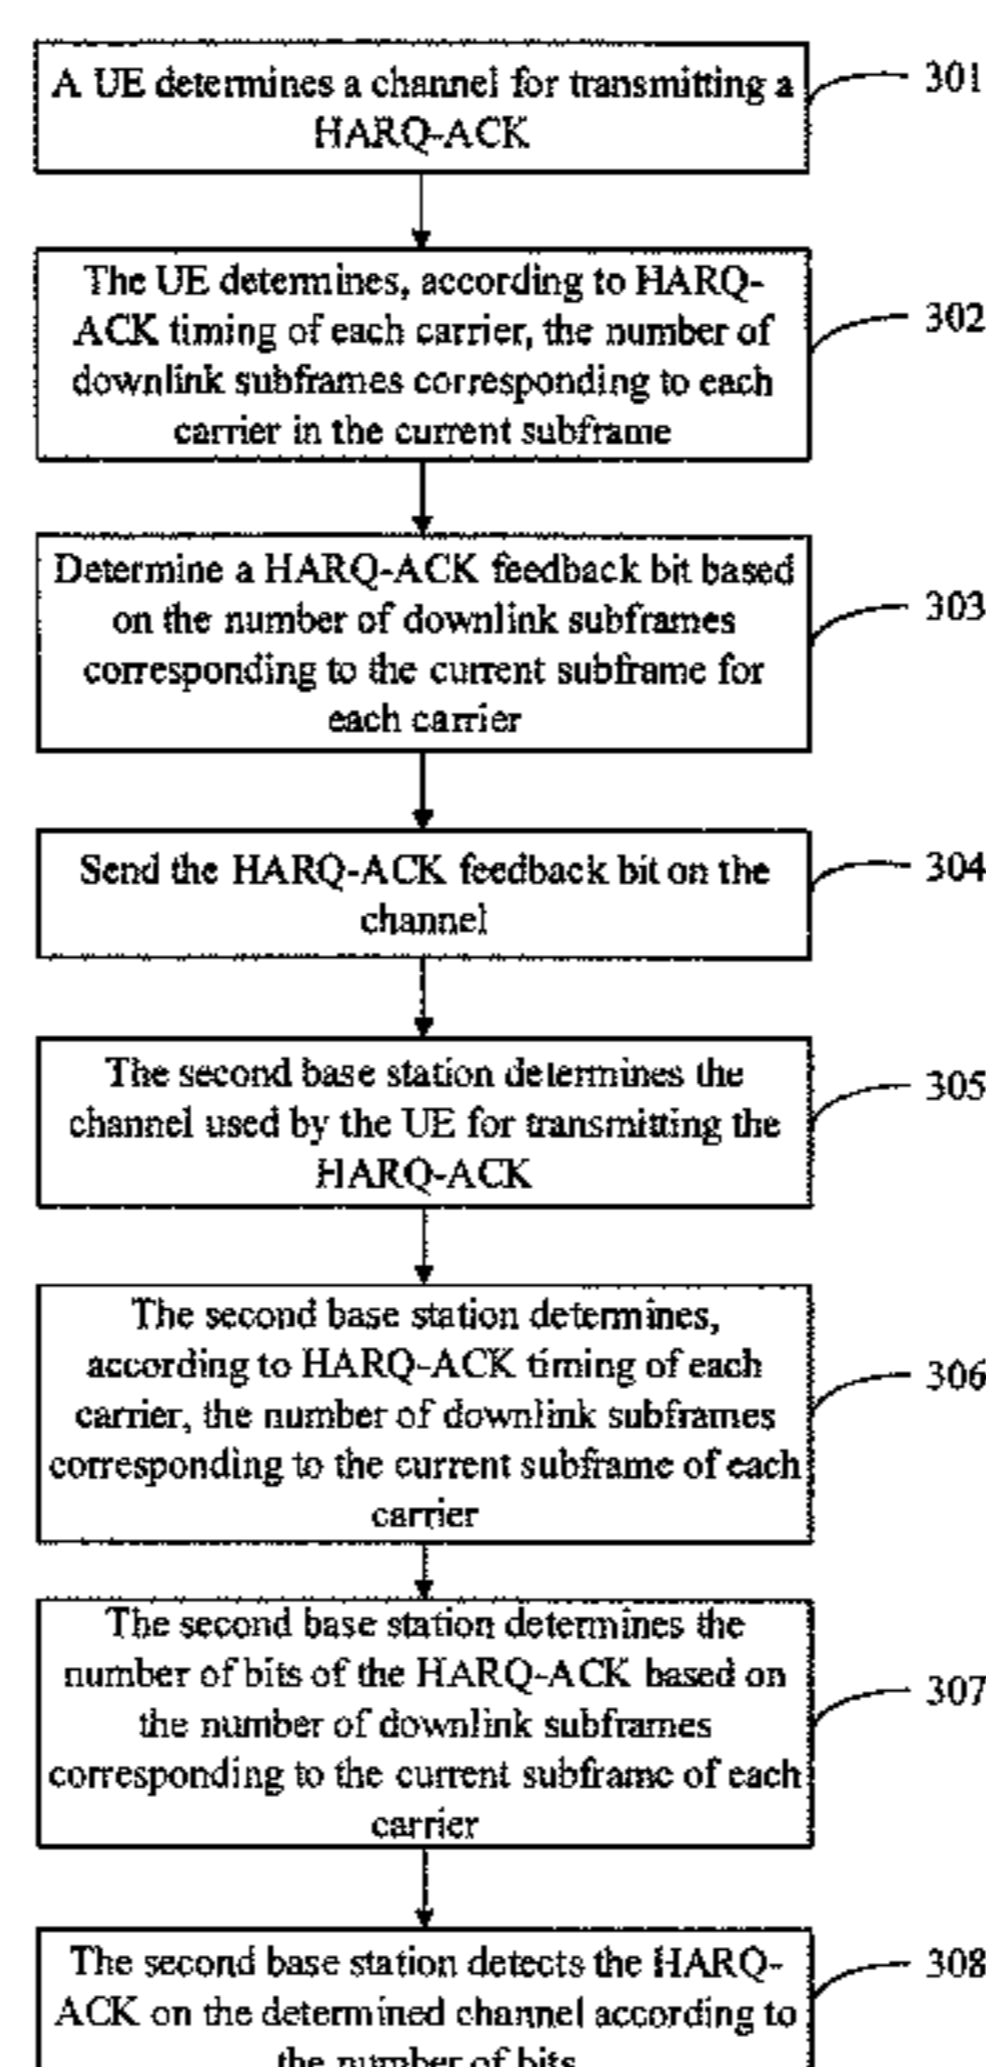 A UE determines a channel for transmitting a
HARQ-ACK
301
The UE determines, according to HARQ-
ACK timing of each carrier, the number of
downlink subframes corresponding to each
carrier in the current subframe
302
Determine a HARQ-ACK feedback bit based
on the number of downlink subframes
corresponding to the current subframe for
each carrier
303
Send the HARQ-ACK feedback bit on the
channel
304
The second base station determines the
channel used by the UE for transmitting the
HARQ-ACK
305
The second base station determines,
according to HARQ-ACK timing of each
carrier, the number of downlink subframes
corresponding to the current subframe of each
carrier
306
The second base station determines the
number of bits of the HARQ-ACK based on
the number of downlink subframes
corresponding to the current subframe of each
carrier
307
The second base station detects the HARQ-
ACK on the determined channel according to
the number of bits
308